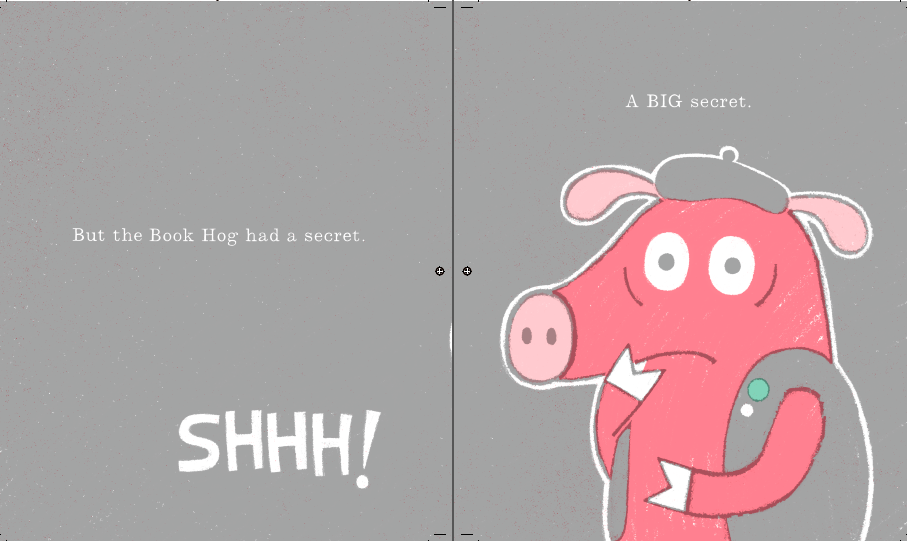 But the Book Hog had a secret.
SHHH!
A BIG secret.